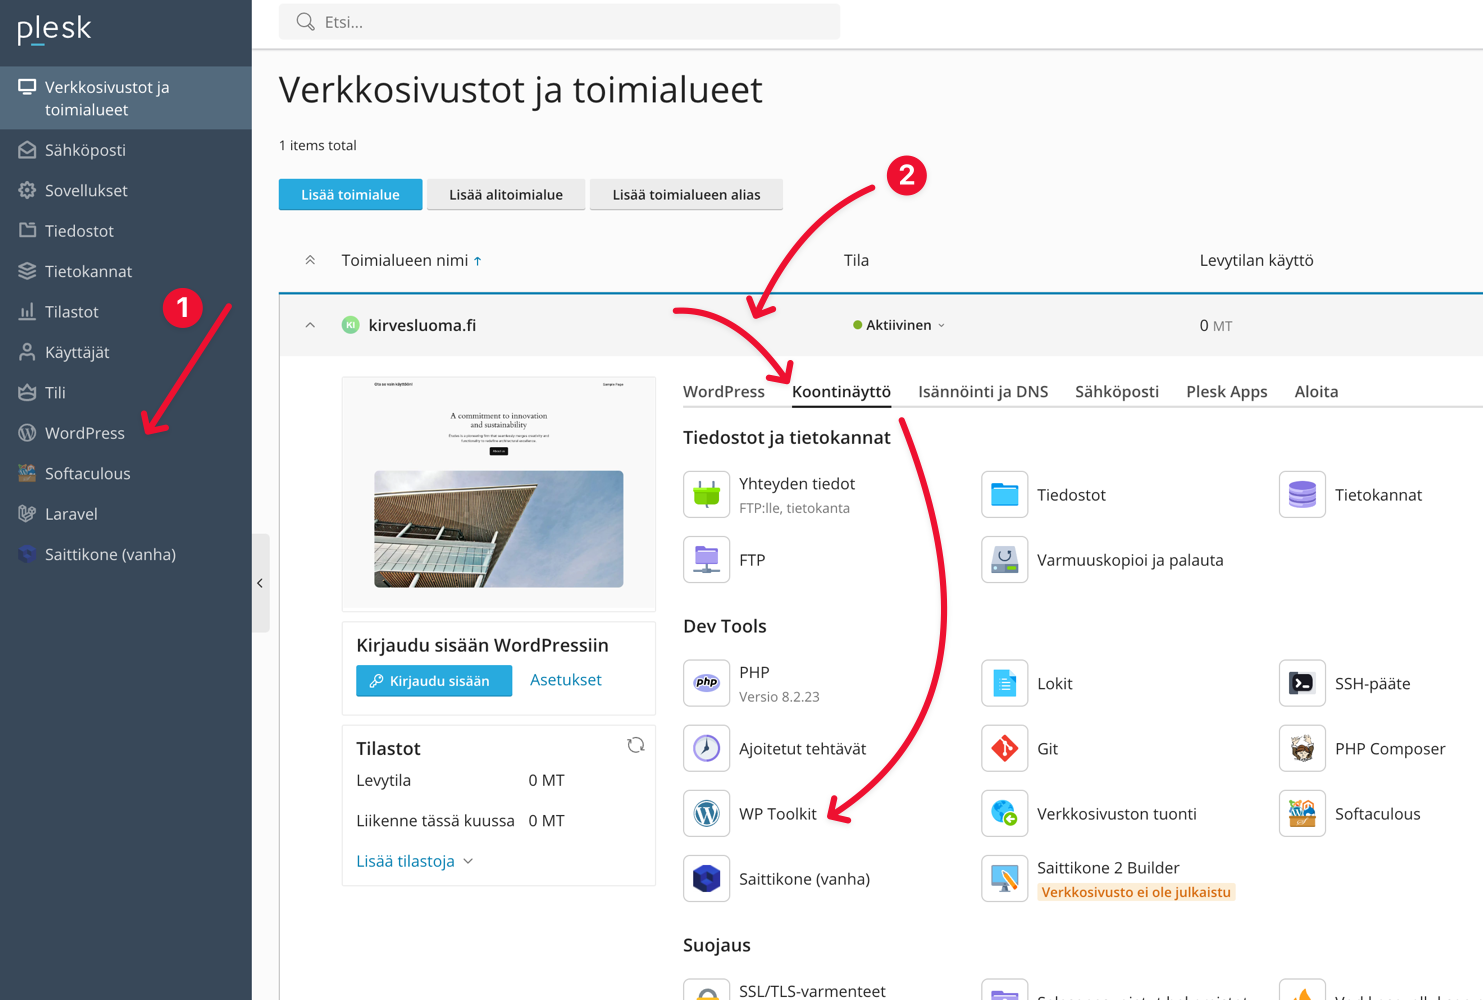 plesk
Etsi...
Verkkosivustot ja
toimialueet
Sähköposti
Sovellukset
Tiedostot
Tietokannat
Tilastot
Käyttäjät
Tili
WordPress
Softaculous
Laravel
Saittikone (vanha)
1
Verkkosivustot ja toimialueet
1 items total
Lisää toimialue
Lisää alitoimialue
Lisää toimialueen alias
2
Toimialueen nimi ↑
Tila
Levytilan käyttö
KI
kirvesluoma.fi
Aktiivinen
0 MT
Sample Page
A commitment to innovation
and sustainability
About us
Kirjaudu sisään WordPressiin
Kirjaudu sisään
Asetukset
Tilastot
Levytila
0 MT
Liikenne tässä kuussa
0 MT
Lisää tilastoja
WordPress
Koontinäyttö
Isännöinti ja DNS
Sähköposti
Plesk Apps
Aloita
Tiedostot ja tietokannat
Yhteyden tiedot
FTP:lle, tietokanta
Tiedostot
Tietokannat
FTP
Varmuuskopioi ja palauta
Dev Tools
php
PHP
Versio 8.2.23
Lokit
SSH-pääte
Ajoitetut tehtävät
Git
PHP Composer
WP Toolkit
Verkkosivuston tuonti
Softaculous
Saittikone (vanha)
Saittikone 2 Builder
Verkkosivusto ei ole julkaistu
Suojaus
SSL/TLS-varmenteet